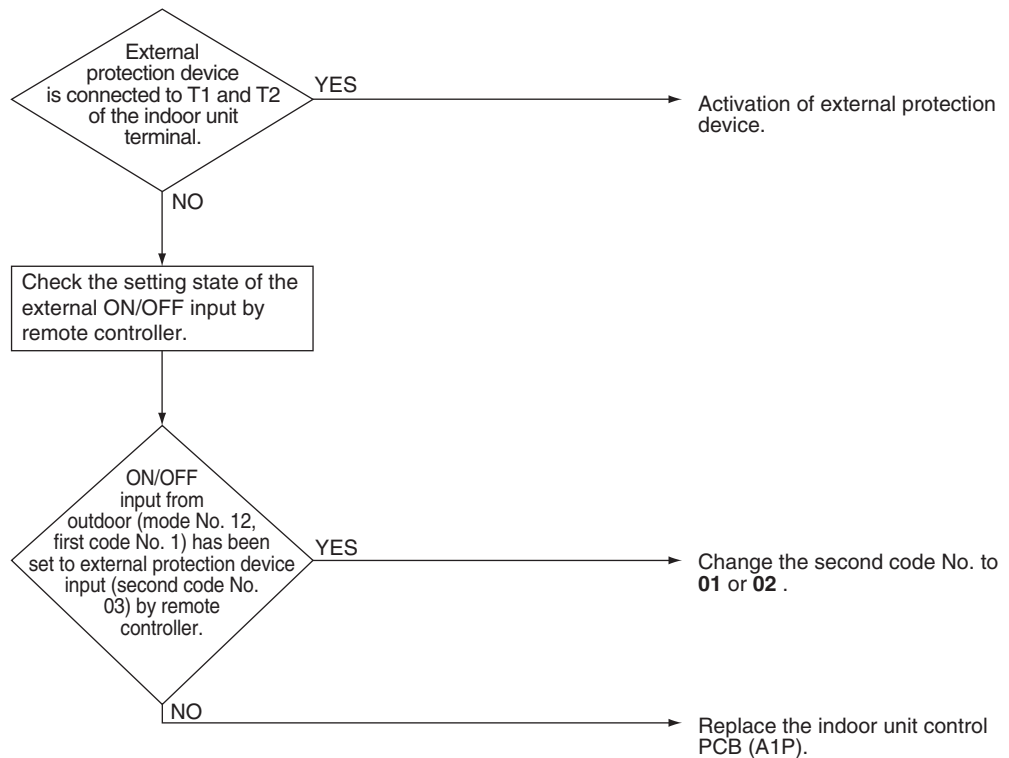 External
protection device
is connected to T1 and T2
of the indoor unit
terminal.
YES
Activation of external protection
device.
NO
Check the setting state of the
external ON/OFF input by
remote controller.
ON/OFF
input from
outdoor (mode No. 12,
first code No. 1) has been
set to external protection device
input (second code No.
03) by remote
controller.
YES
Change the second code No. to
01 or 02 .
NO
Replace the indoor unit control
PCB (A1P).